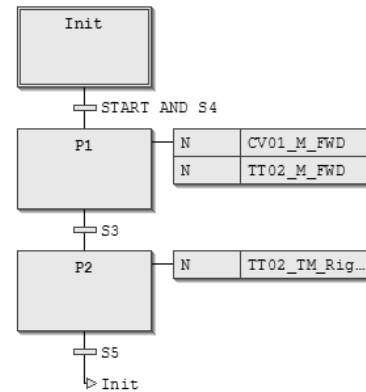 Init
START AND S4
P1 N CV01_M_FWD
N TT02_M_FWD
S3
P2 N TT02_TM_Rig...
S5
Init